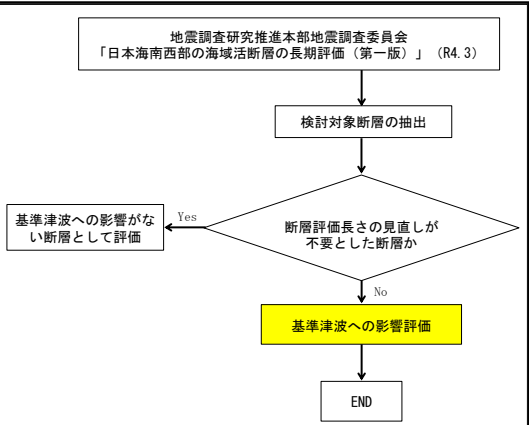 地震調査研究推進本部地震調査委員会
「日本海南西部の海域活断層の長期評価（第一版）」（R4.3）
検討対象断層の抽出
断層評価長さの見直しが
不要とした断層か
Yes
基準津波への影響がな
い断層として評価
No
基準津波への影響評価
END